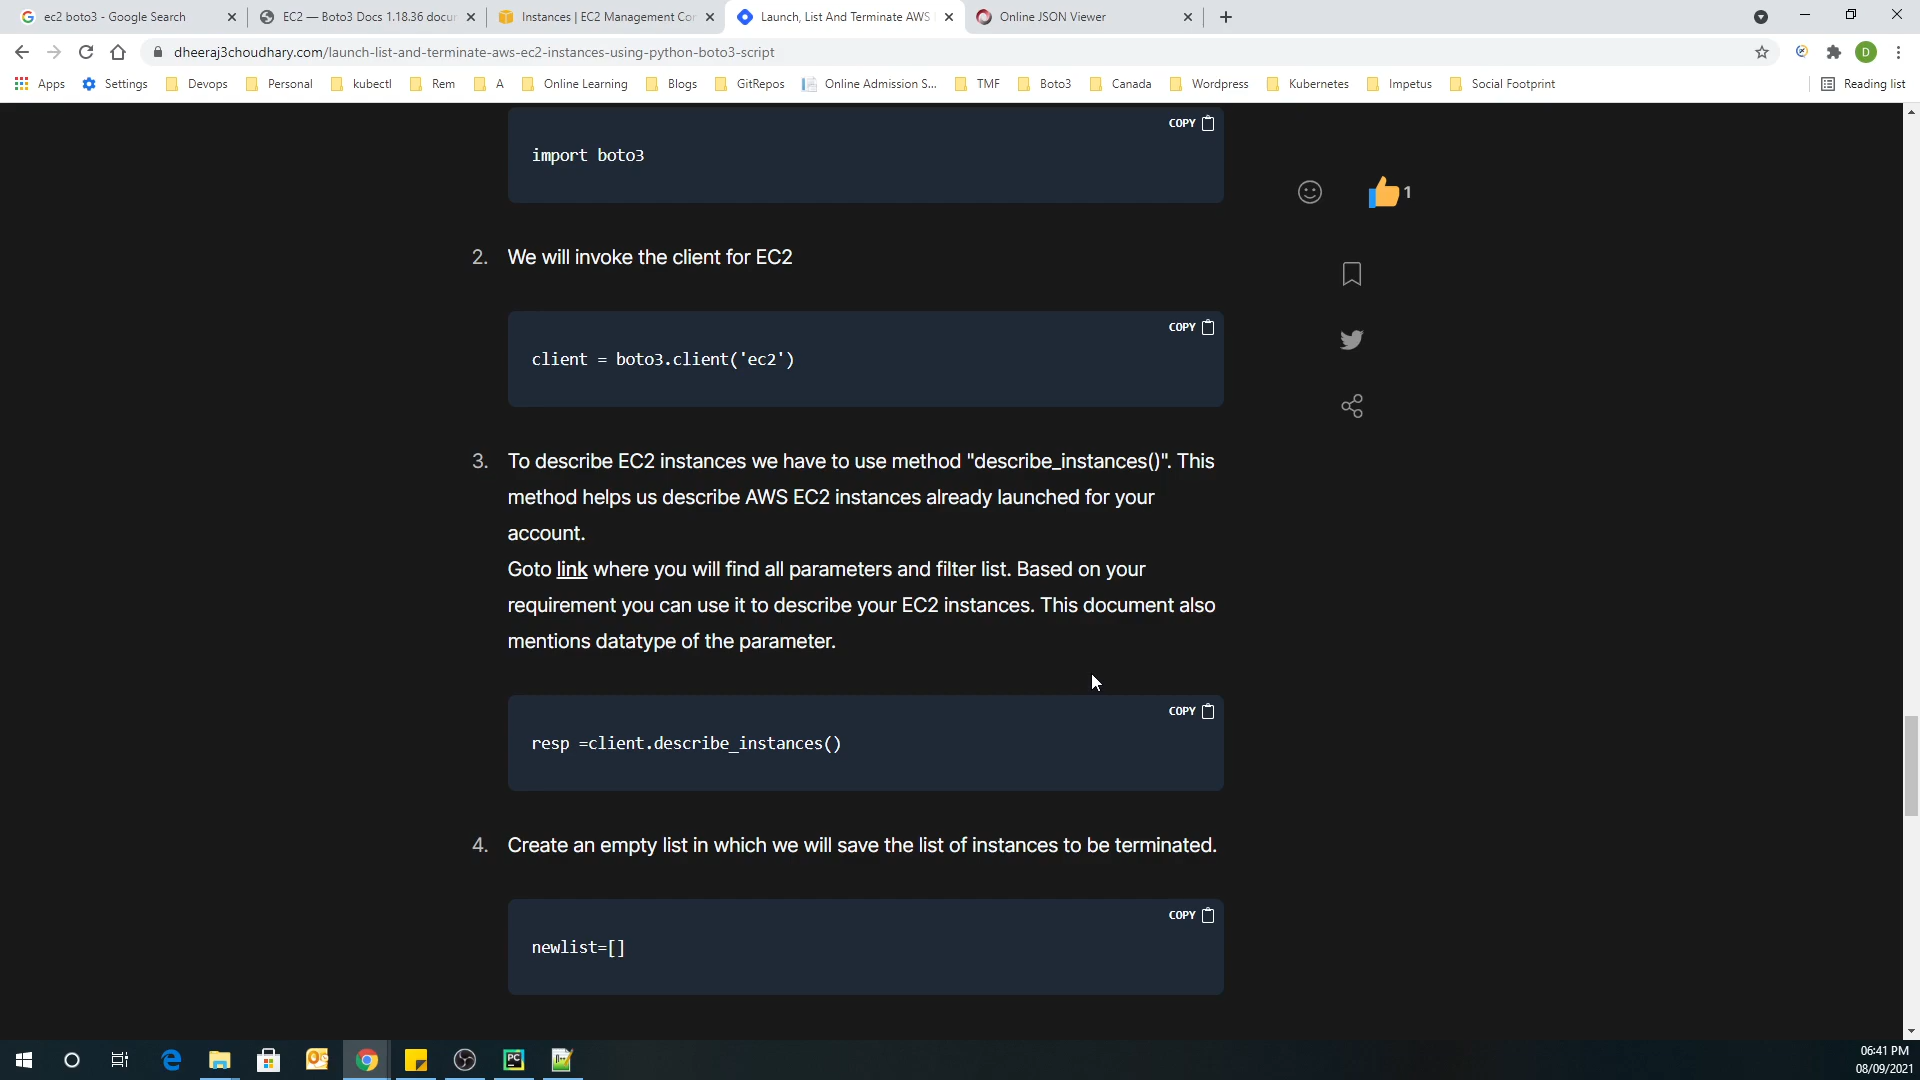 ec2 boto3 - Google Search
EC2 — Boto3 Docs 1.18.36 docu
Instances | EC2 Management Co
Launch, List And Terminate AWS
Online JSON Viewer
dheeraj3choudhary.com/launch-list-and-terminate-aws-ec2-instances-using-python-boto3-script
D
Apps
Settings
Devops
Personal
kubectl
Rem
A
Online Learning
Blogs
GitRepos
Online Admission S...
TMF
Boto3
Canada
Wordpress
Kubernetes
Impetus
Social Footprint
Reading list
COPY
import boto3
1
2. We will invoke the client for EC2
COPY
client = boto3.client('ec2')
3. To describe EC2 instances we have to use method "describe_instances()". This
method helps us describe AWS EC2 instances already launched for your
account.
Goto link where you will find all parameters and filter list. Based on your
requirement you can use it to describe your EC2 instances. This document also
mentions datatype of the parameter.
COPY
resp =client.describe_instances()
4. Create an empty list in which we will save the list of instances to be terminated.
COPY
newlist=[]
PC
06:41 PM
08/09/2021